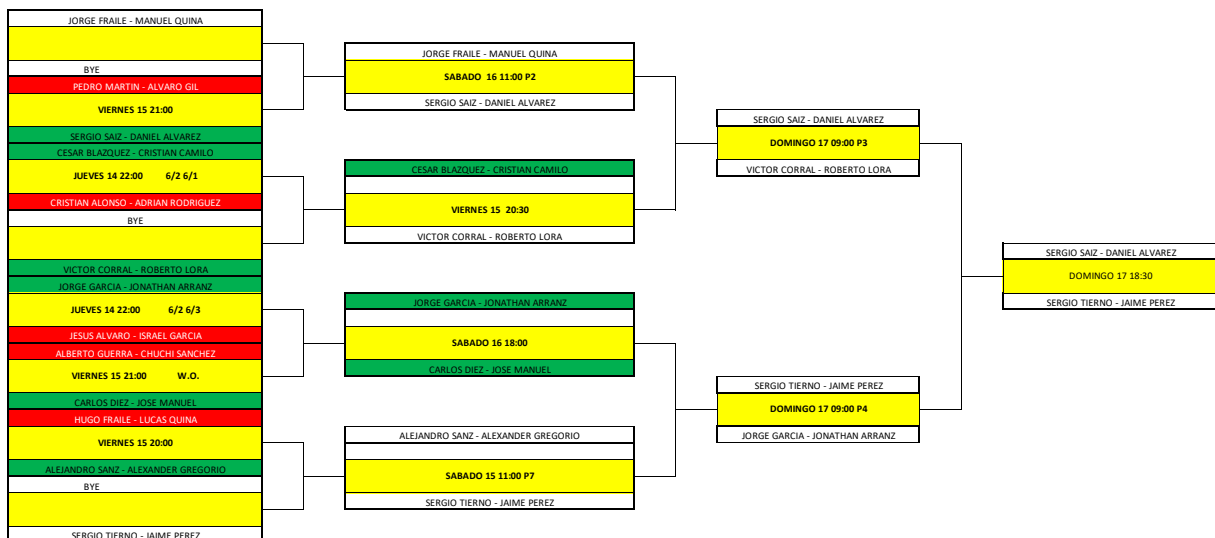 JORGE FRAILE - MANUEL QUINA
BYE
PEDRO MARTIN - ALVARO GIL
VIERNES 15 21:00
SERGIO SAIZ - DANIEL ALVAREZ
CESAR BLAZQUEZ - CRISTIAN CAMILO
JUEVES 14 22:00 6/2 6/1
CRISTIAN ALONSO - ADRIAN RODRIGUEZ
BYE
VICTOR CORRAL - ROBERTO LORA
JORGE GARCIA - JONATHAN ARRANZ
JUEVES 14 22:00 6/2 6/3
JESUS ALVARO - ISRAEL GARCIA
ALBERTO GUERRA - CHUCHI SANCHEZ
VIERNES 15 21:00 W.O.
CARLOS DIEZ - JOSE MANUEL
HUGO FRAILE - LUCAS QUINA
VIERNES 15 20:00
ALEJANDRO SANZ - ALEXANDER GREGORIO
BYE
SERGIO TIERNO - JAIME PEREZ
JORGE FRAILE - MANUEL QUINA
SABADO 16 11:00 P2
SERGIO SAIZ - DANIEL ALVAREZ
CESAR BLAZQUEZ - CRISTIAN CAMILO
VIERNES 15 20:30
VICTOR CORRAL - ROBERTO LORA
JORGE GARCIA - JONATHAN ARRANZ
SABADO 16 18:00
CARLOS DIEZ - JOSE MANUEL
ALEJANDRO SANZ - ALEXANDER GREGORIO
SABADO 15 11:00 P7
SERGIO TIERNO - JAIME PEREZ
SERGIO SAIZ - DANIEL ALVAREZ
DOMINGO 17 09:00 P3
VICTOR CORRAL - ROBERTO LORA
SERGIO TIERNO - JAIME PEREZ
DOMINGO 17 09:00 P4
JORGE GARCIA - JONATHAN ARRANZ
SERGIO SAIZ - DANIEL ALVAREZ
DOMINGO 17 18:30
SERGIO TIERNO - JAIME PEREZ